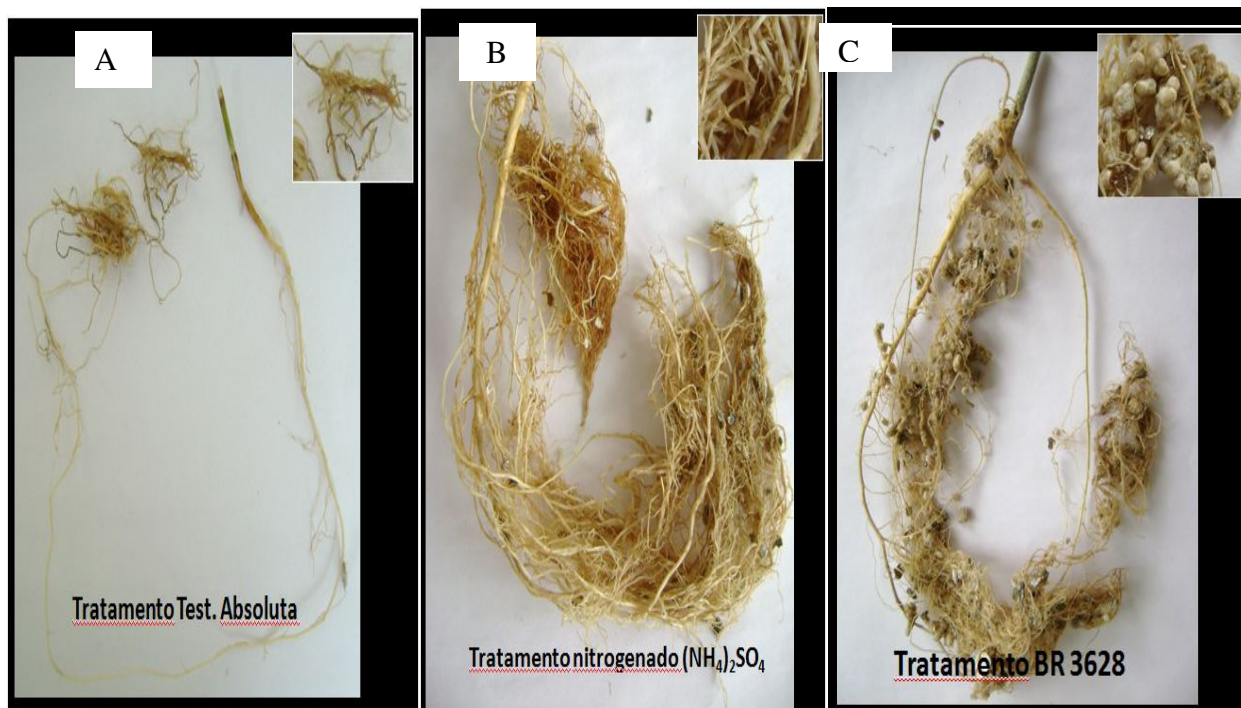 A
B
C
Tratamento Test. Absoluta
Tratamento nitrogenado (NH4)2SO4
Tratamento BR 3628